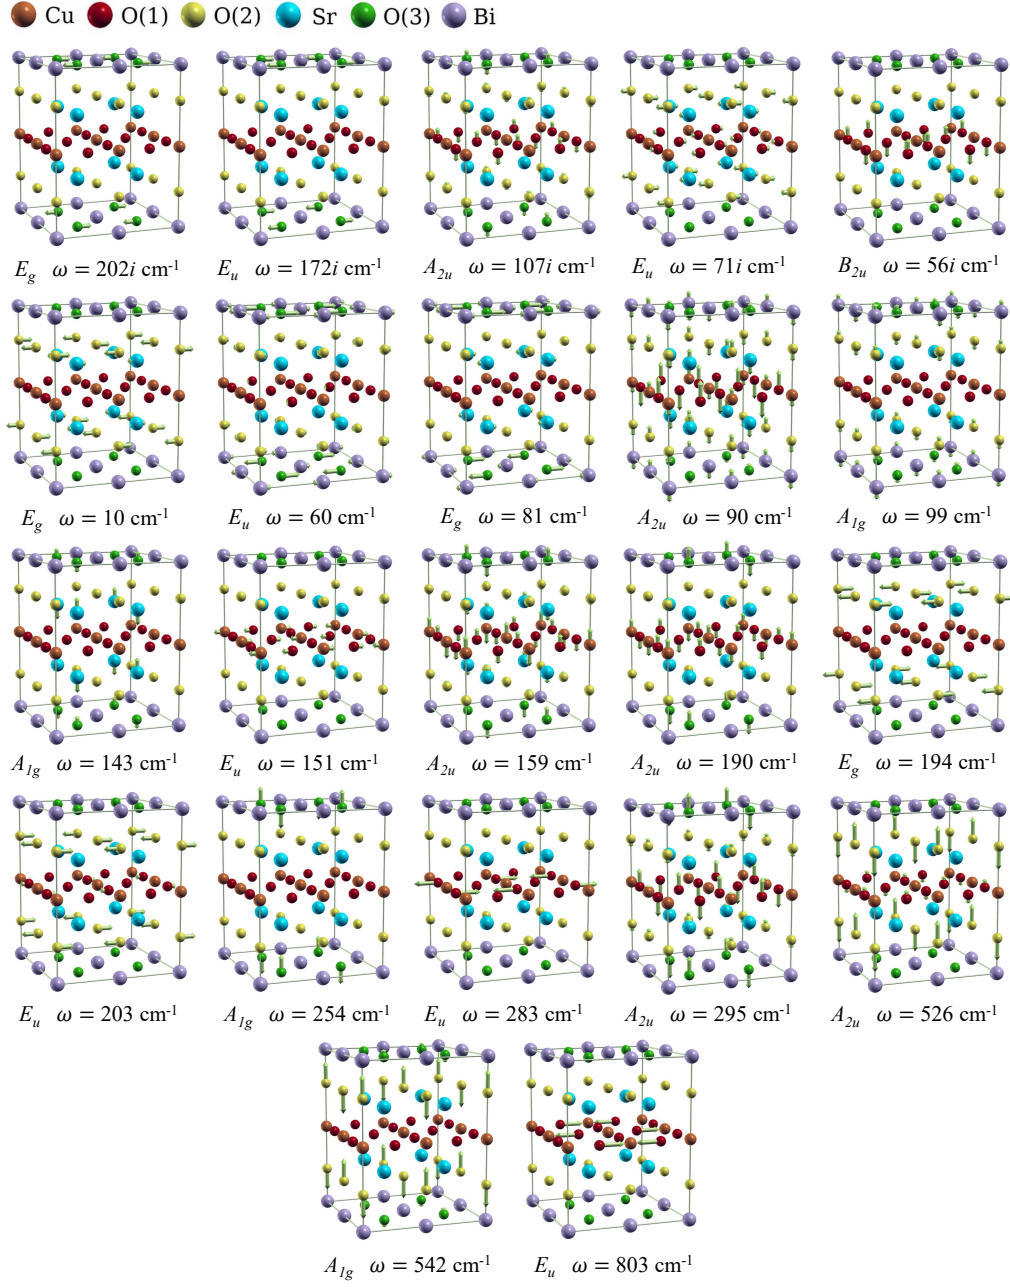 Cu O(1) O(2) Sr O(3) Bi
E_g ω = 202i cm⁻¹ E_u ω = 172i cm⁻¹ A_2u ω = 107i cm⁻¹ E_u ω = 71i cm⁻¹ B_2u ω = 56i cm⁻¹
E_g ω = 10 cm⁻¹ E_u ω = 60 cm⁻¹ E_g ω = 81 cm⁻¹ A_2u ω = 90 cm⁻¹ A_1g ω = 99 cm⁻¹
A_1g ω = 143 cm⁻¹ E_u ω = 151 cm⁻¹ A_2u ω = 159 cm⁻¹ A_2u ω = 190 cm⁻¹ E_g ω = 194 cm⁻¹
E_u ω = 203 cm⁻¹ A_1g ω = 254 cm⁻¹ E_u ω = 283 cm⁻¹ A_2u ω = 295 cm⁻¹ A_2u ω = 526 cm⁻¹
A_1g ω = 542 cm⁻¹ E_u ω = 803 cm⁻¹